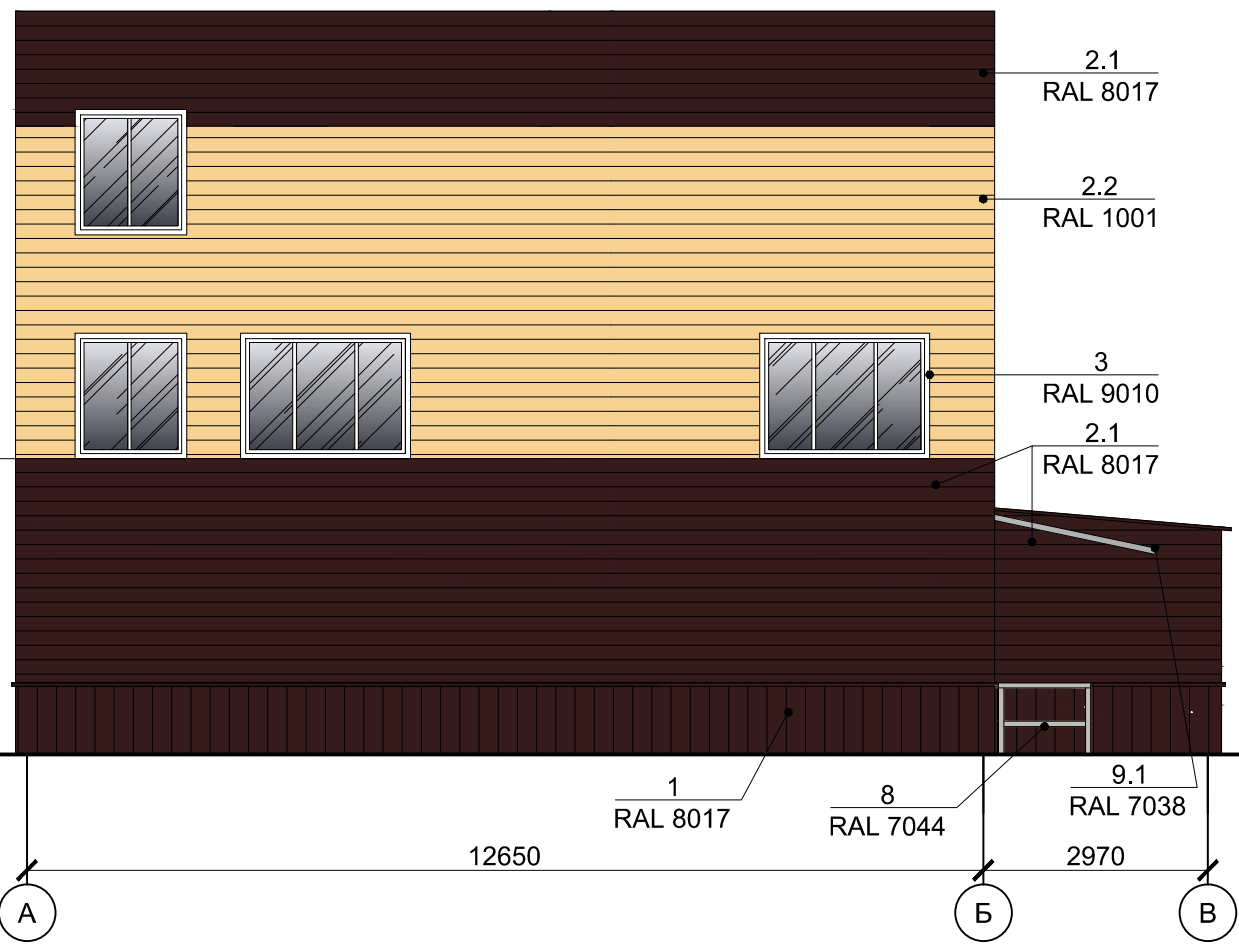 2.1
RAL 8017
2.2
RAL 1001
3
RAL 9010
2.1
RAL 8017
1
RAL 8017
8
RAL 7044
9.1
RAL 7038
12650
2970
А
Б
В